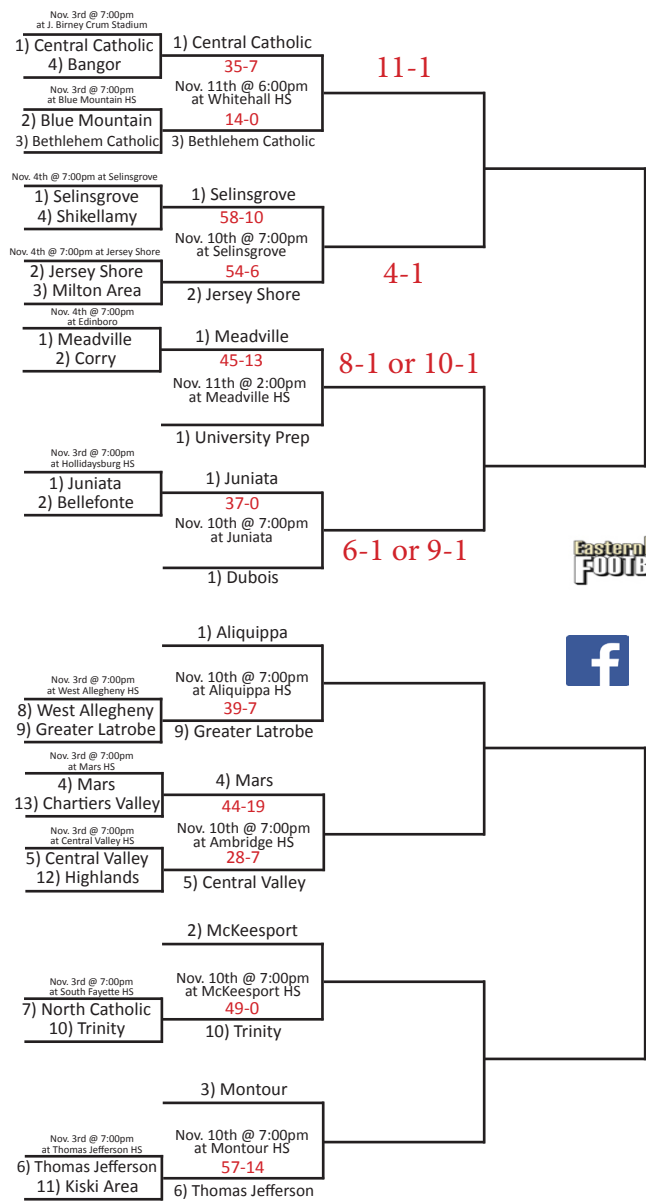 Nov. 3rd @ 7:00pm
at J. Birney Crum Stadium
1) Central Catholic
4) Bangor
1) Central Catholic
35-7
Nov. 11th @ 6:00pm
at Whitehall HS
14-0
3) Bethlehem Catholic
Nov. 3rd @ 7:00pm
at Blue Mountain HS
2) Blue Mountain
3) Bethlehem Catholic
11-1
Nov. 4th @ 7:00pm at Selinsgrove
1) Selinsgrove
4) Shikellamy
1) Selinsgrove
58-10
Nov. 10th @ 7:00pm
at Selinsgrove
54-6
2) Jersey Shore
Nov. 4th @ 7:00pm at Jersey Shore
2) Jersey Shore
3) Milton Area
4-1
Nov. 4th @ 7:00pm
at Edinboro
1) Meadville
2) Corry
1) Meadville
45-13
Nov. 11th @ 2:00pm
at Meadville HS
1) University Prep
8-1 or 10-1
Nov. 3rd @ 7:00pm
at Hollidaysburg HS
1) Juniata
2) Bellefonte
1) Juniata
37-0
Nov. 10th @ 7:00pm
at Juniata
1) Dubois
6-1 or 9-1
Eastern
FOOTB
f
1) Aliquippa
Nov. 10th @ 7:00pm
at Aliquippa HS
39-7
9) Greater Latrobe
Nov. 3rd @ 7:00pm
at West Allegheny HS
8) West Allegheny
9) Greater Latrobe
Nov. 3rd @ 7:00pm
at Mars HS
4) Mars
13) Chartiers Valley
4) Mars
44-19
Nov. 10th @ 7:00pm
at Ambridge HS
28-7
5) Central Valley
Nov. 3rd @ 7:00pm
at Central Valley HS
5) Central Valley
12) Highlands
2) McKeesport
Nov. 10th @ 7:00pm
at McKeesport HS
49-0
10) Trinity
Nov. 3rd @ 7:00pm
at South Fayette HS
7) North Catholic
10) Trinity
3) Montour
Nov. 10th @ 7:00pm
at Montour HS
57-14
6) Thomas Jefferson
Nov. 3rd @ 7:00pm
at Thomas Jefferson HS
6) Thomas Jefferson
11) Kiski Area